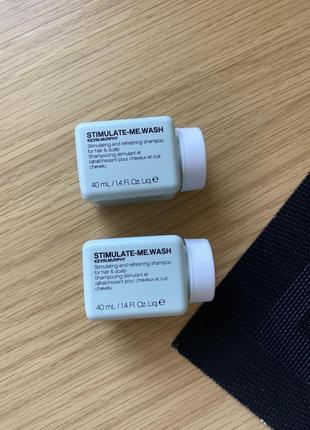 STIMULATE-ME.WASH
KEVIN.MURPHY
Stimulating and refreshing shampoo
for hair & scalp
Shampooing stimulant et
rafraîchissant pour cheveux et cuir
chevelu
40 mL / 1.4 Fl. Oz. Liq. ℮
STIMULATE-ME.WASH
KEVIN.MURPHY
Stimulating and refreshing shampoo
for hair & scalp
Shampooing stimulant et
rafraîchissant pour cheveux et cuir
chevelu
40 mL / 1.4 Fl. Oz. Liq. ℮